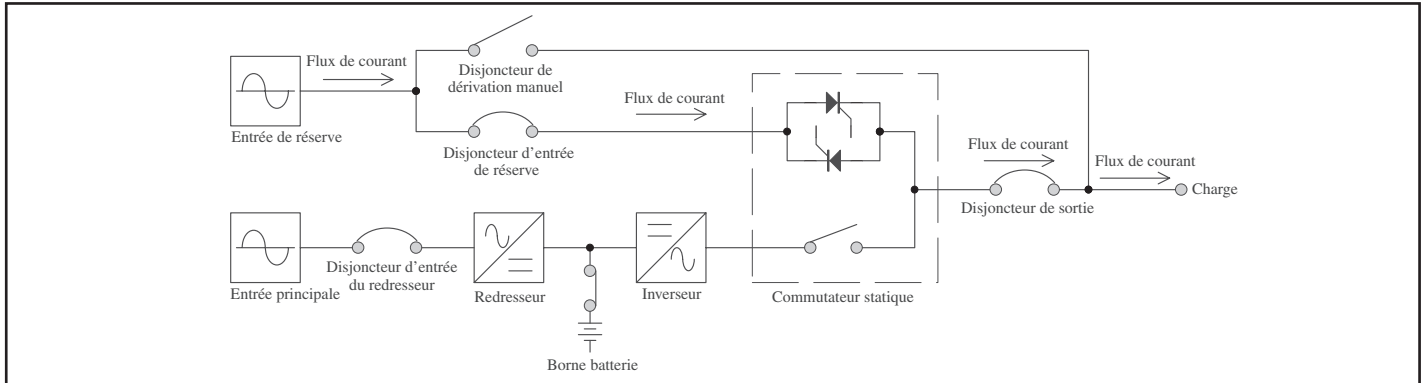 Flux de courant
Disjoncteur de
dérivation manuel
Flux de courant
Entrée de réserve
Disjoncteur d’entrée
de réserve
Flux de courant
Flux de courant
Charge
Disjoncteur de sortie
Disjoncteur d’entrée
du redresseur
Entrée principale
Redresseur
Inverseur
Commutateur statique
Borne batterie